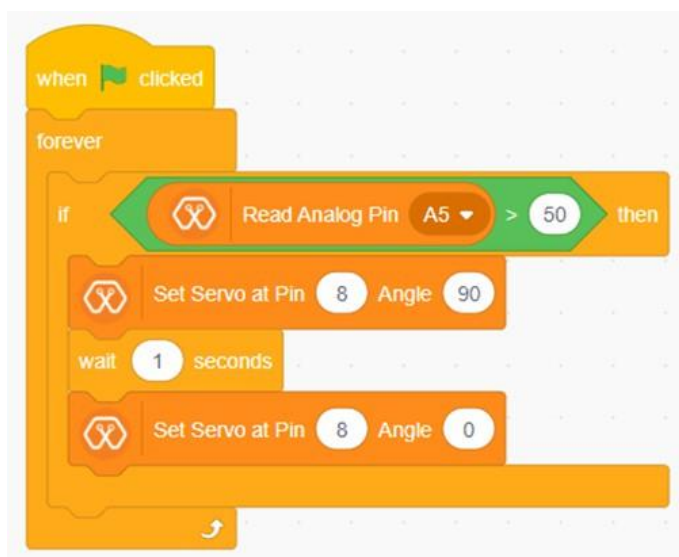 when clicked
forever
if Read Analog Pin A5 > 50 then
Set Servo at Pin 8 Angle 90
wait 1 seconds
Set Servo at Pin 8 Angle 0